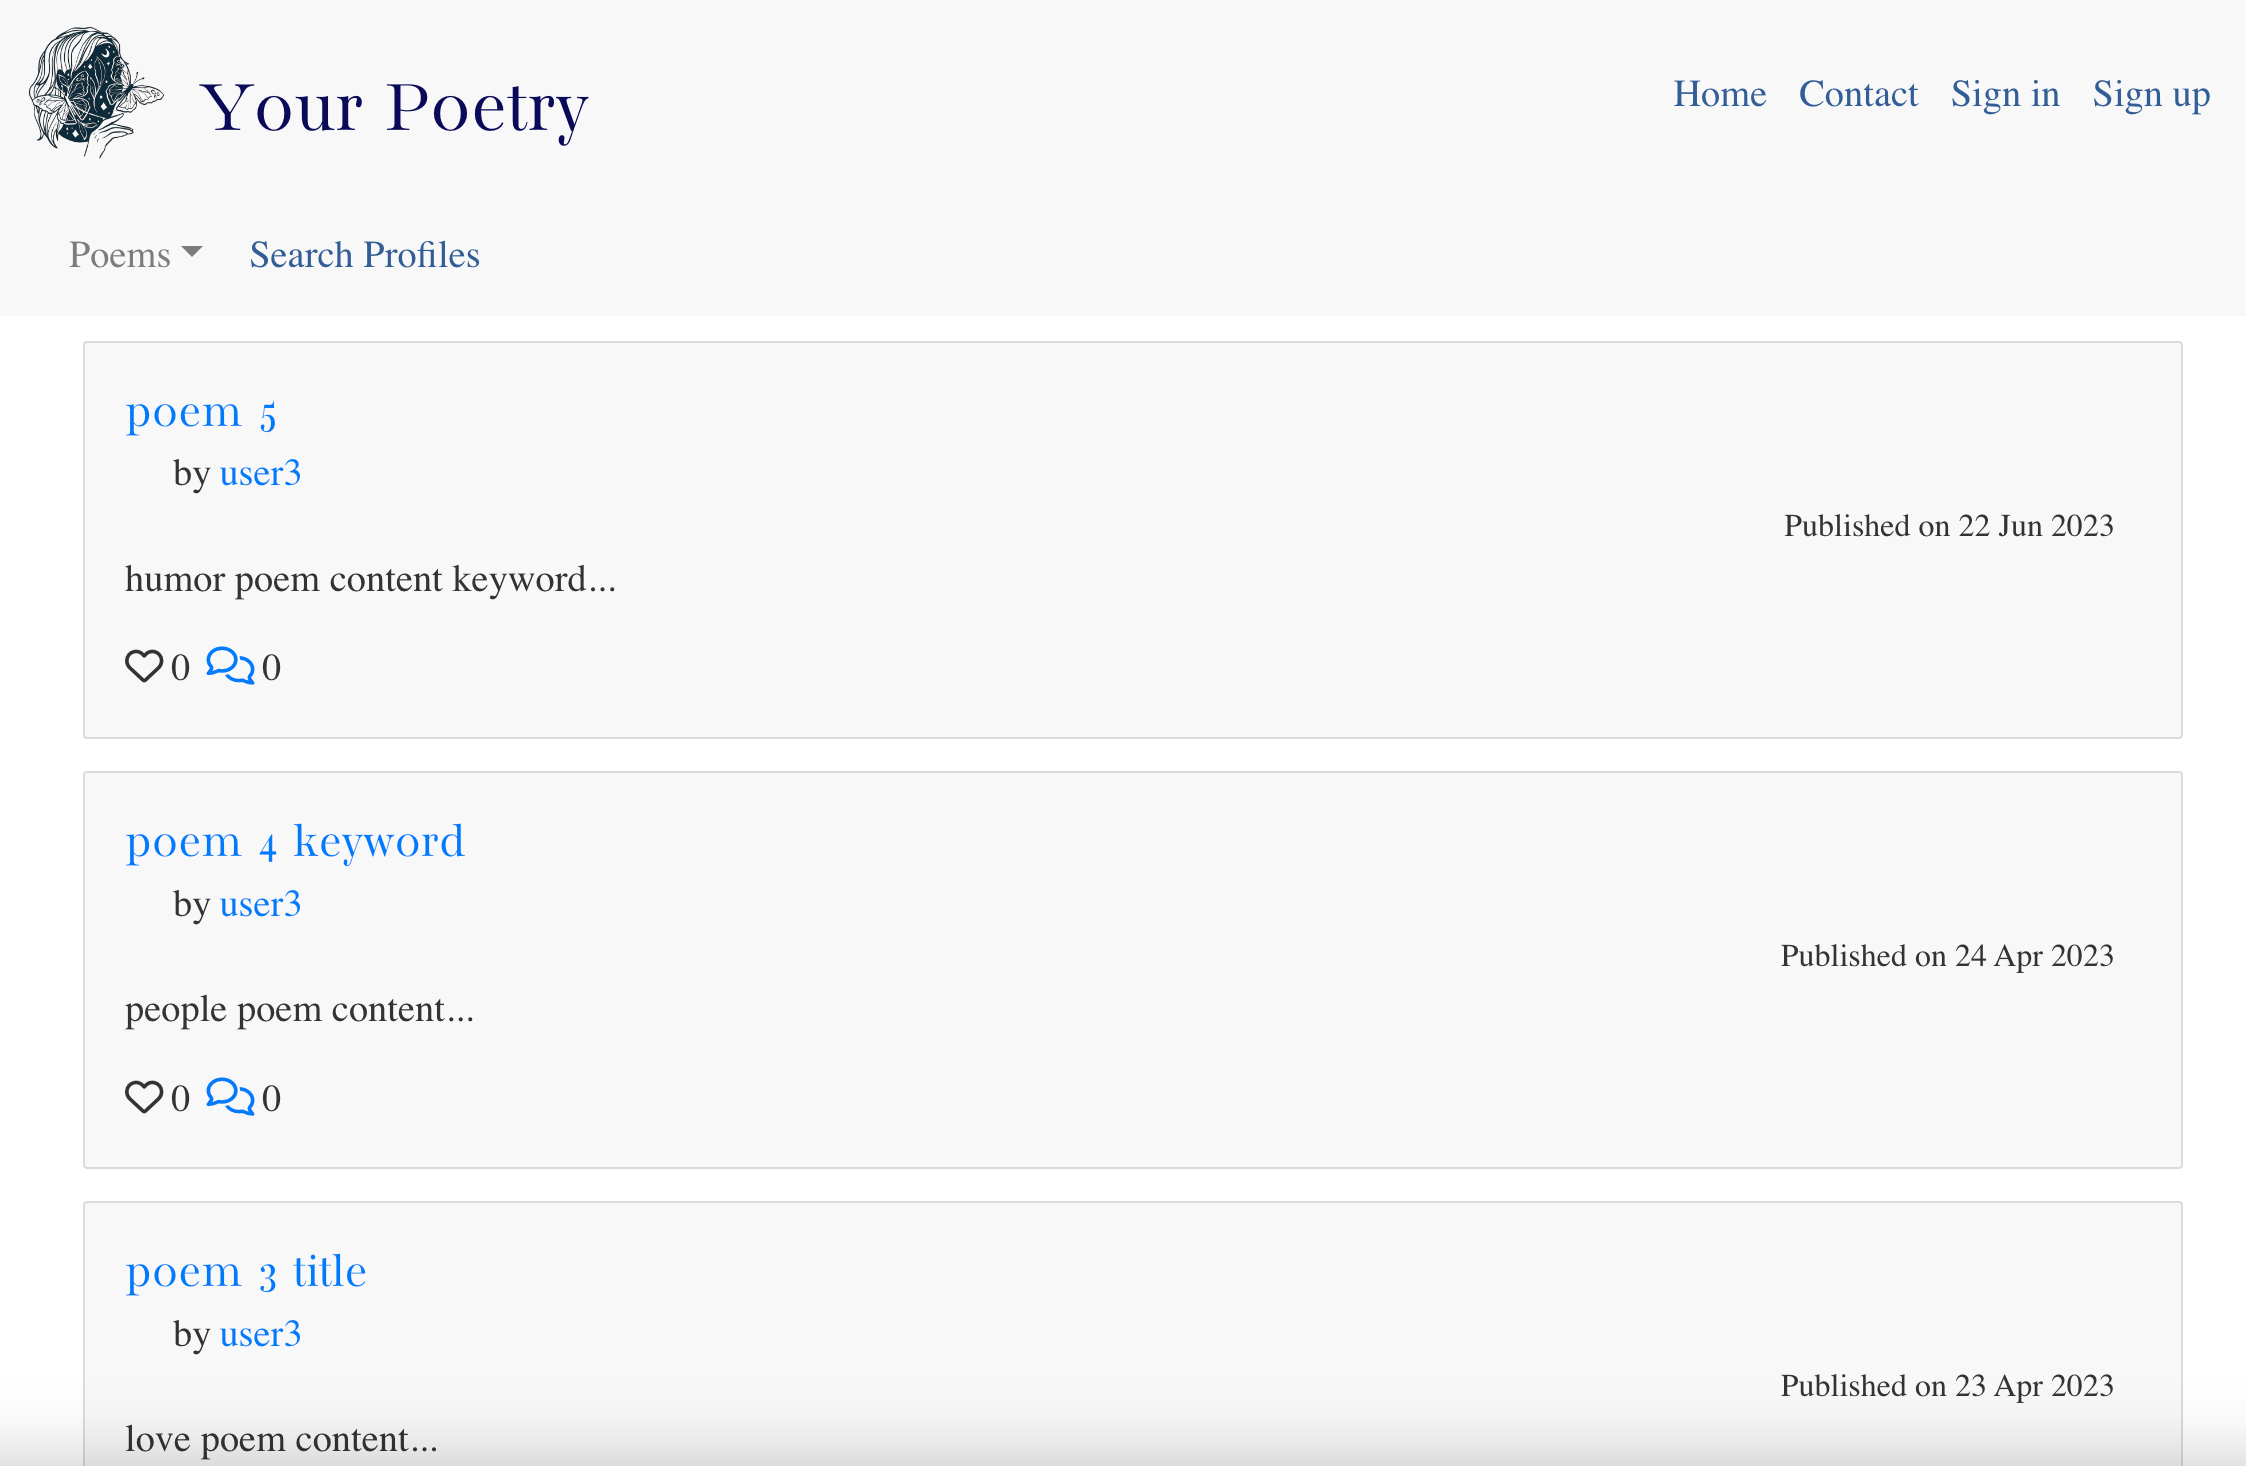 Your Poetry
Home Contact Sign in Sign up
Poems Search Profiles
poem 5
by user3
Published on 22 Jun 2023
humor poem content keyword...
0 0
poem 4 keyword
by user3
Published on 24 Apr 2023
people poem content...
0 0
poem 3 title
by user3
Published on 23 Apr 2023
love poem content...